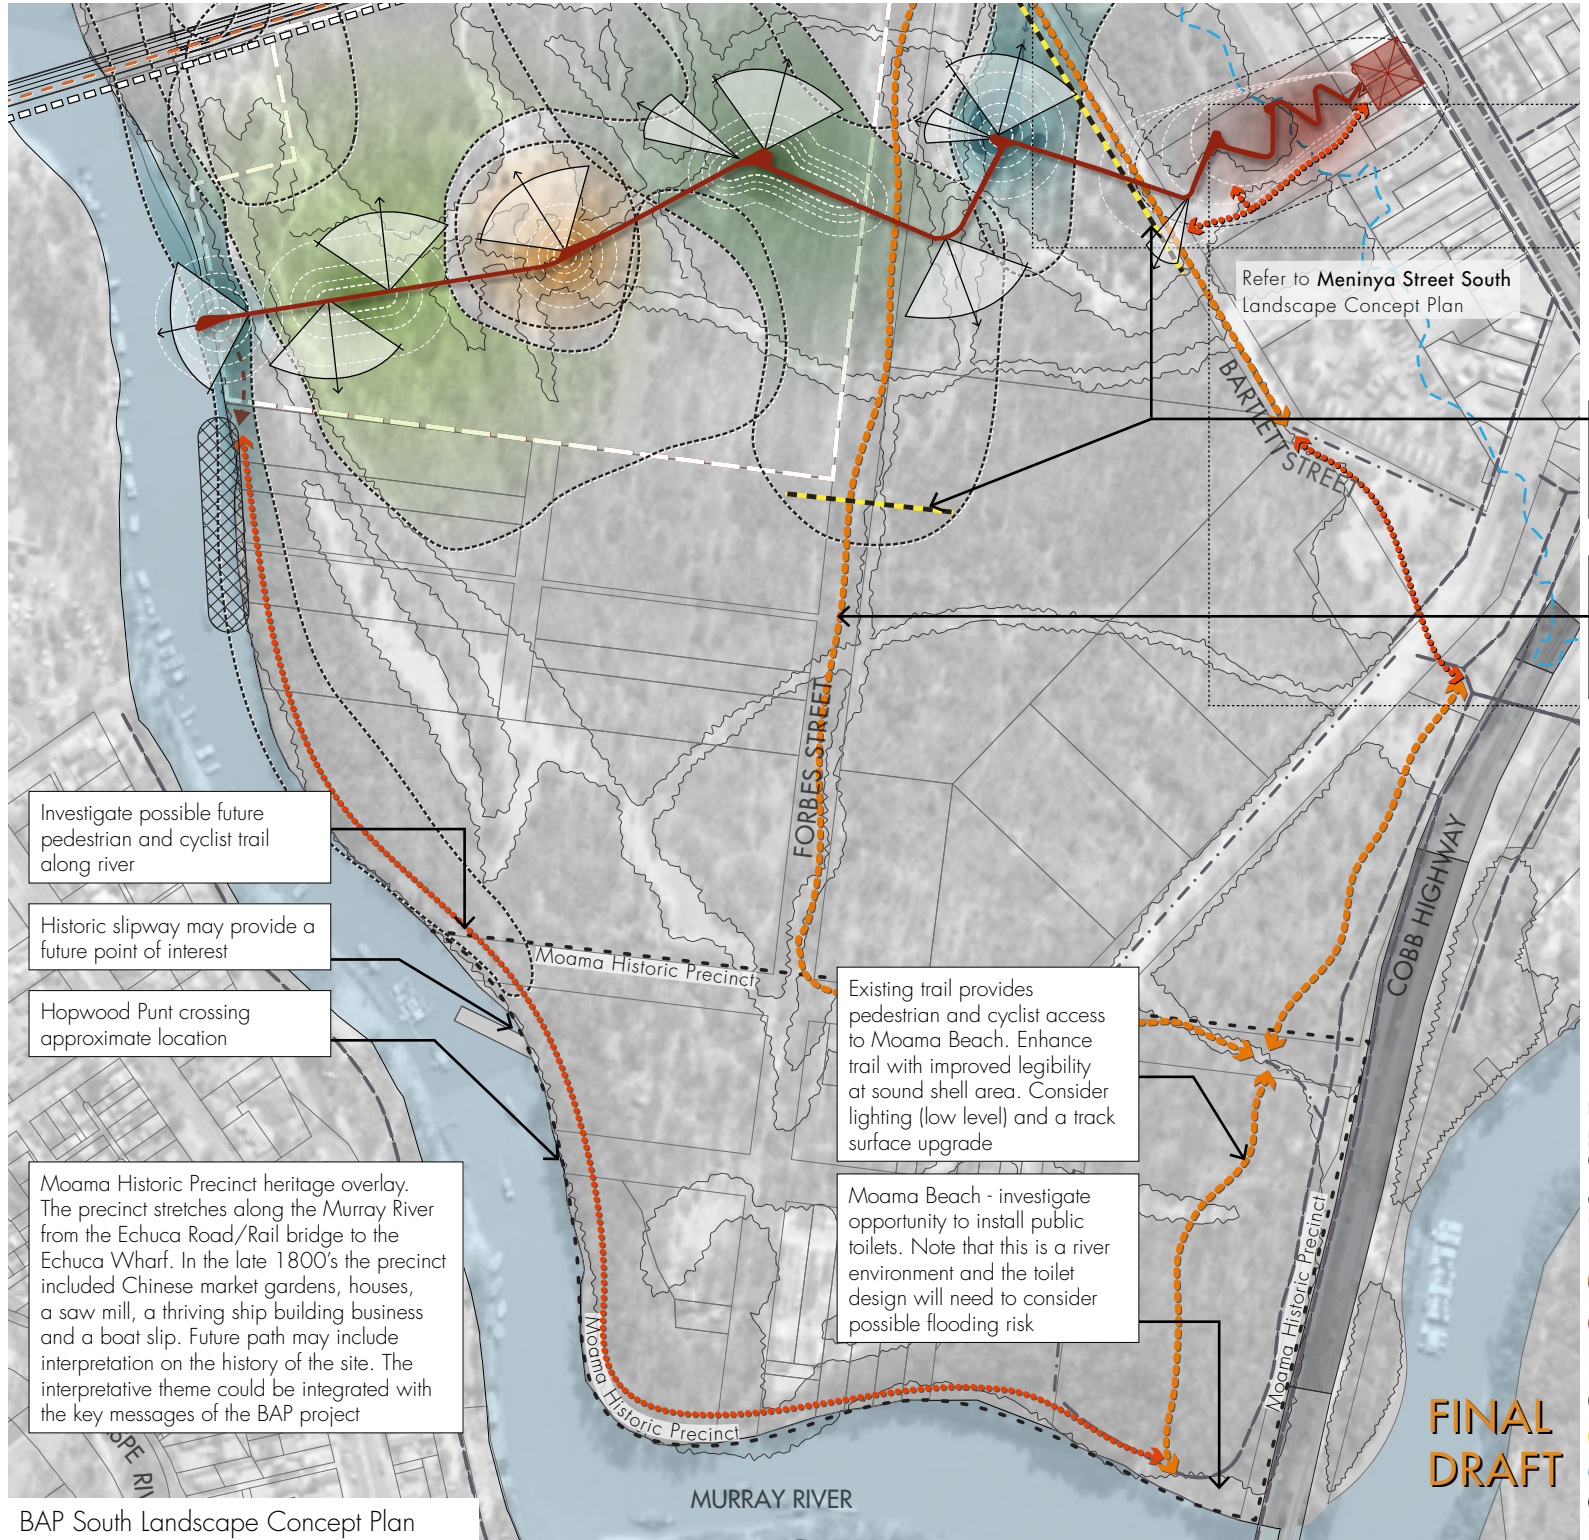 Refer to Meninya Street South
Landscape Concept Plan
BARTLETT STREET
FORBES STREET
COBB HIGHWAY
Investigate possible future
pedestrian and cyclist trail
along river
Historic slipway may provide a
future point of interest
Hopwood Punt crossing
approximate location
Moama Historic Precinct
Existing trail provides
pedestrian and cyclist access
to Moama Beach. Enhance
trail with improved legibility
at sound shell area. Consider
lighting (low level) and a track
surface upgrade
Moama Beach - investigate
opportunity to install public
toilets. Note that this is a river
environment and the toilet
design will need to consider
possible flooding risk
Moama Historic Precinct heritage overlay.
The precinct stretches along the Murray River
from the Echuca Road/Rail bridge to the
Echuca Wharf. In the late 1800's the precinct
included Chinese market gardens, houses,
a saw mill, a thriving ship building business
and a boat slip. Future path may include
interpretation on the history of the site. The
interpretative theme could be integrated with
the key messages of the BAP project
Moama Historic Precinct
Moama Historic Precinct
MURRAY RIVER
FINAL
DRAFT
BAP South Landscape Concept Plan